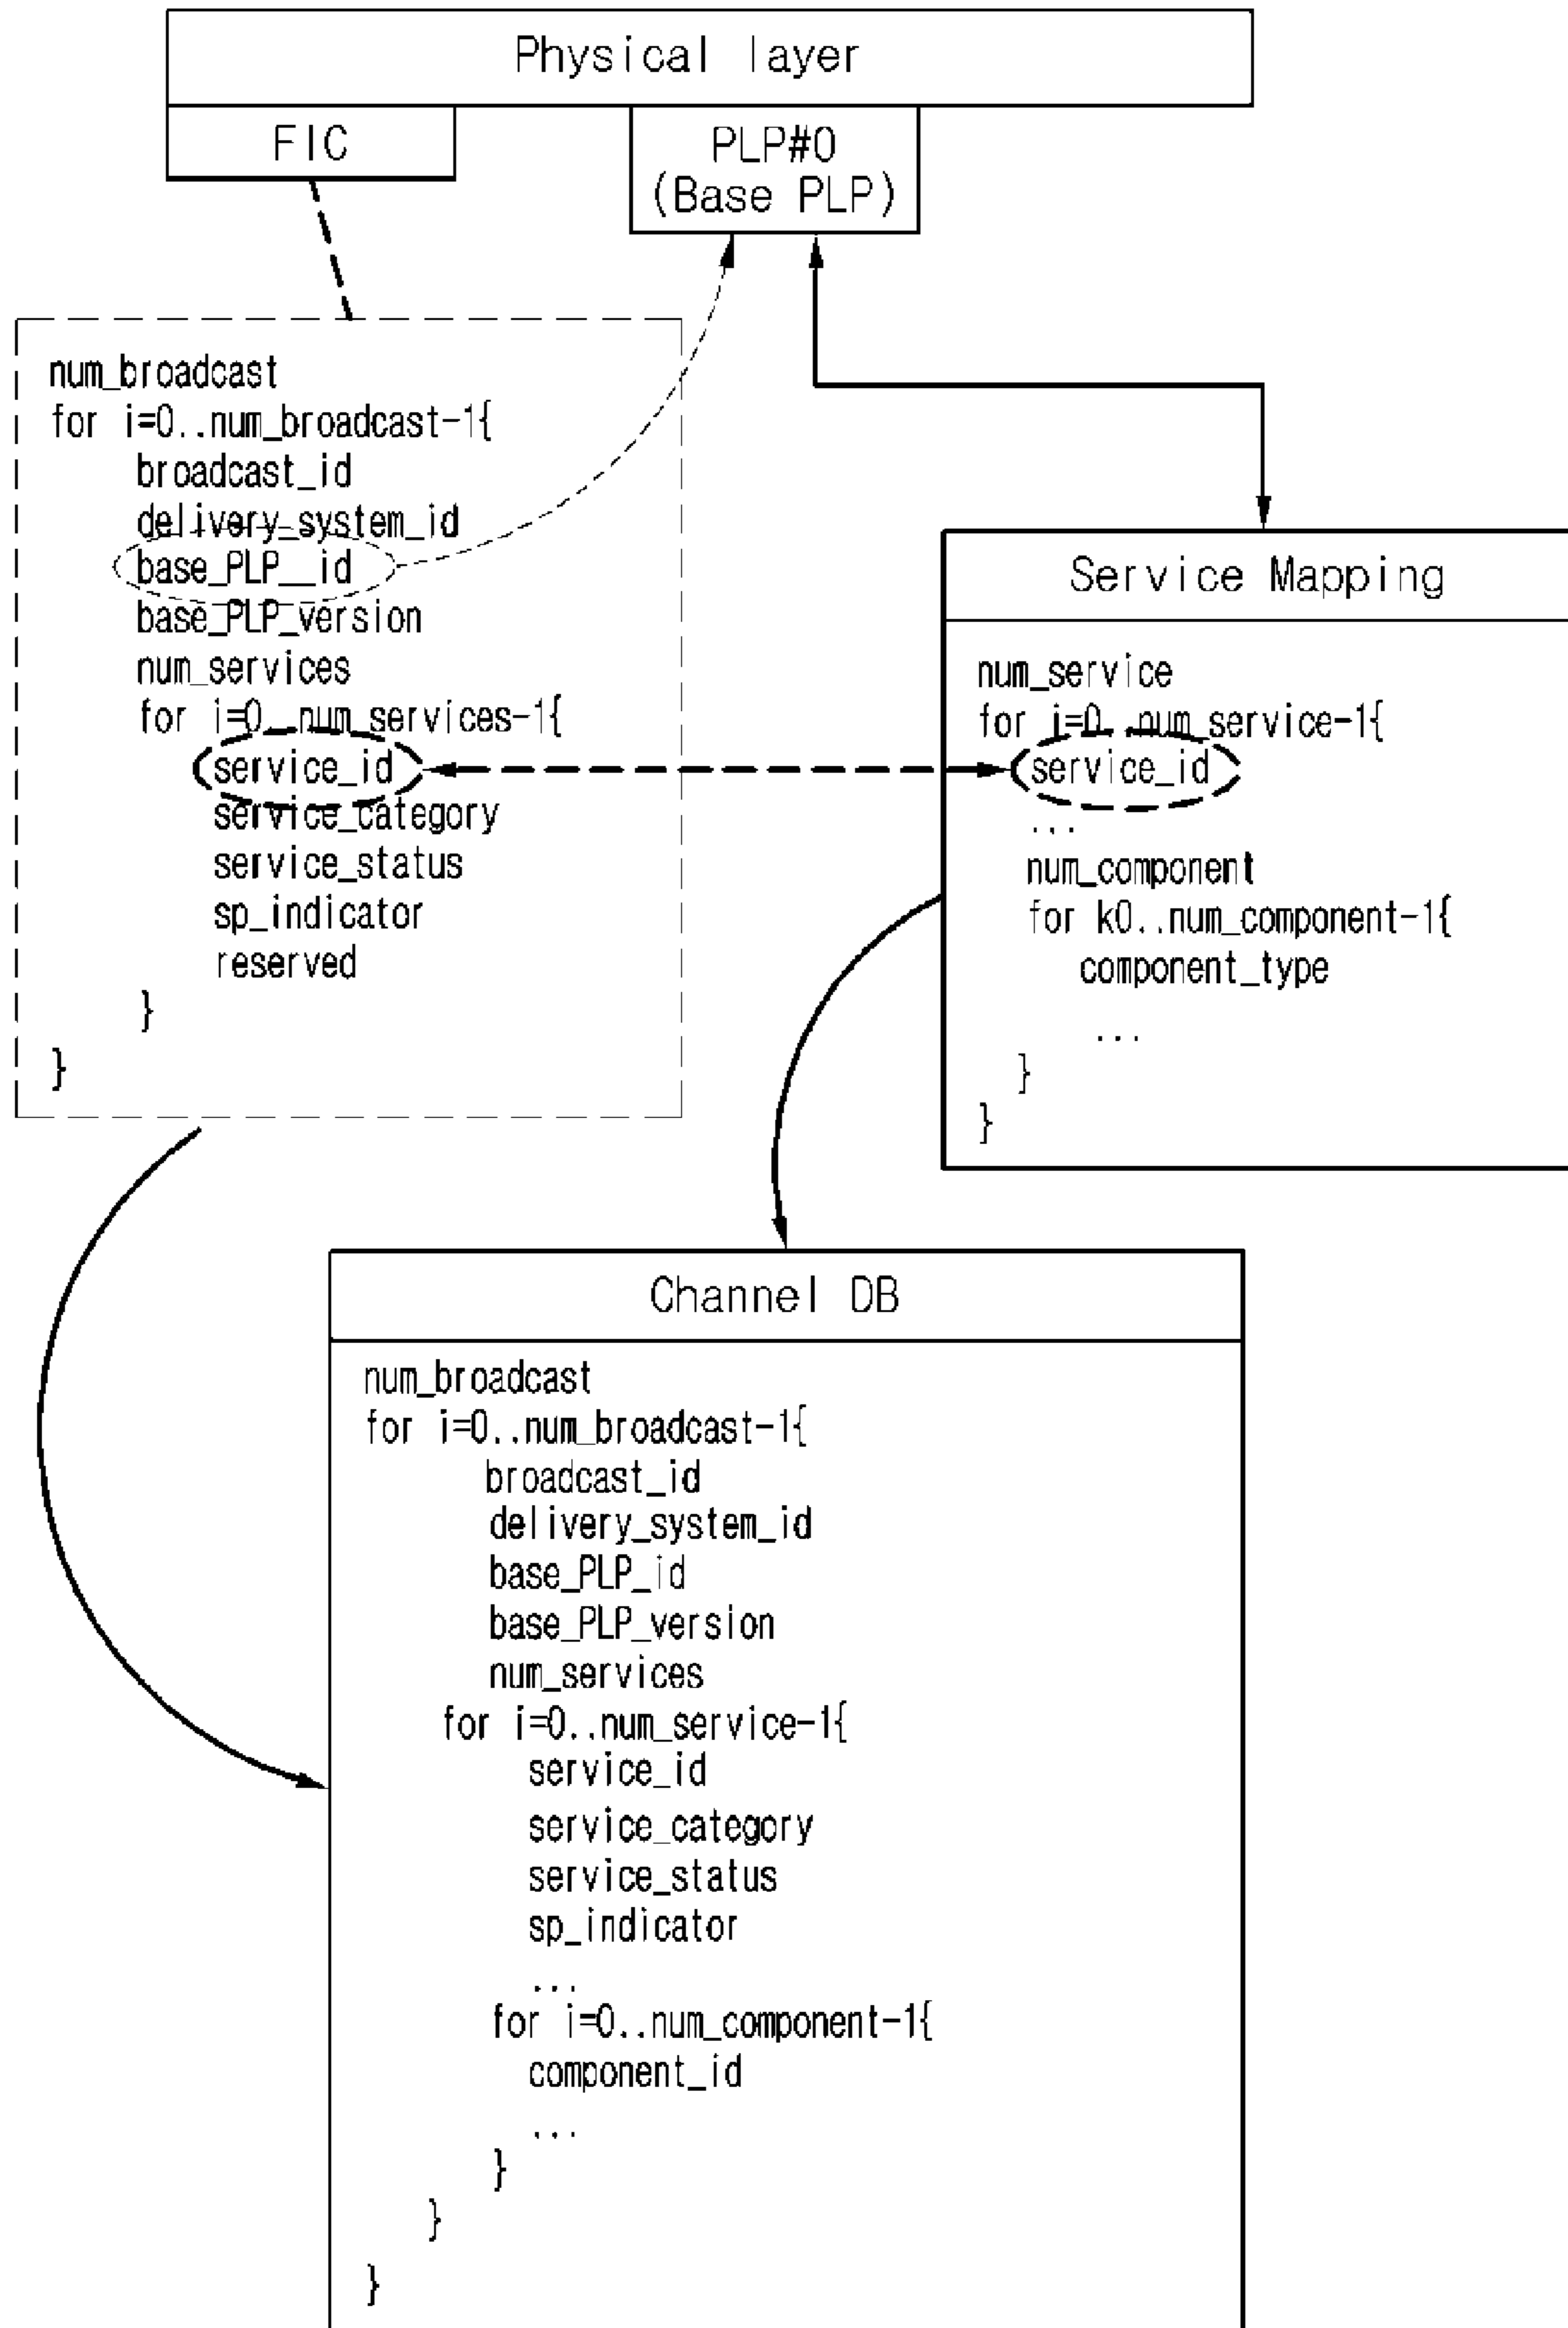 Physical layer
FIC
PLP#0
(Base PLP)
num_broadcast
for i=0..num_broadcast-1{
broadcast_id
delivery_system_id
base_PLP__id
base_PLP_version
num_services
for i=0..num_services-1{
service_id
service_category
service_status
sp_indicator
reserved
}
}
Service Mapping
num_service
for j=0..num_service-1{
service_id
...
num_component
for k0..num_component-1{
component_type
...
}
}
Channel DB
num_broadcast
for i=0..num_broadcast-1{
broadcast_id
delivery_system_id
base_PLP_id
base_PLP_version
num_services
for i=0..num_service-1{
service_id
service_category
service_status
sp_indicator
...
for i=0..num_component-1{
component_id
...
}
}
}